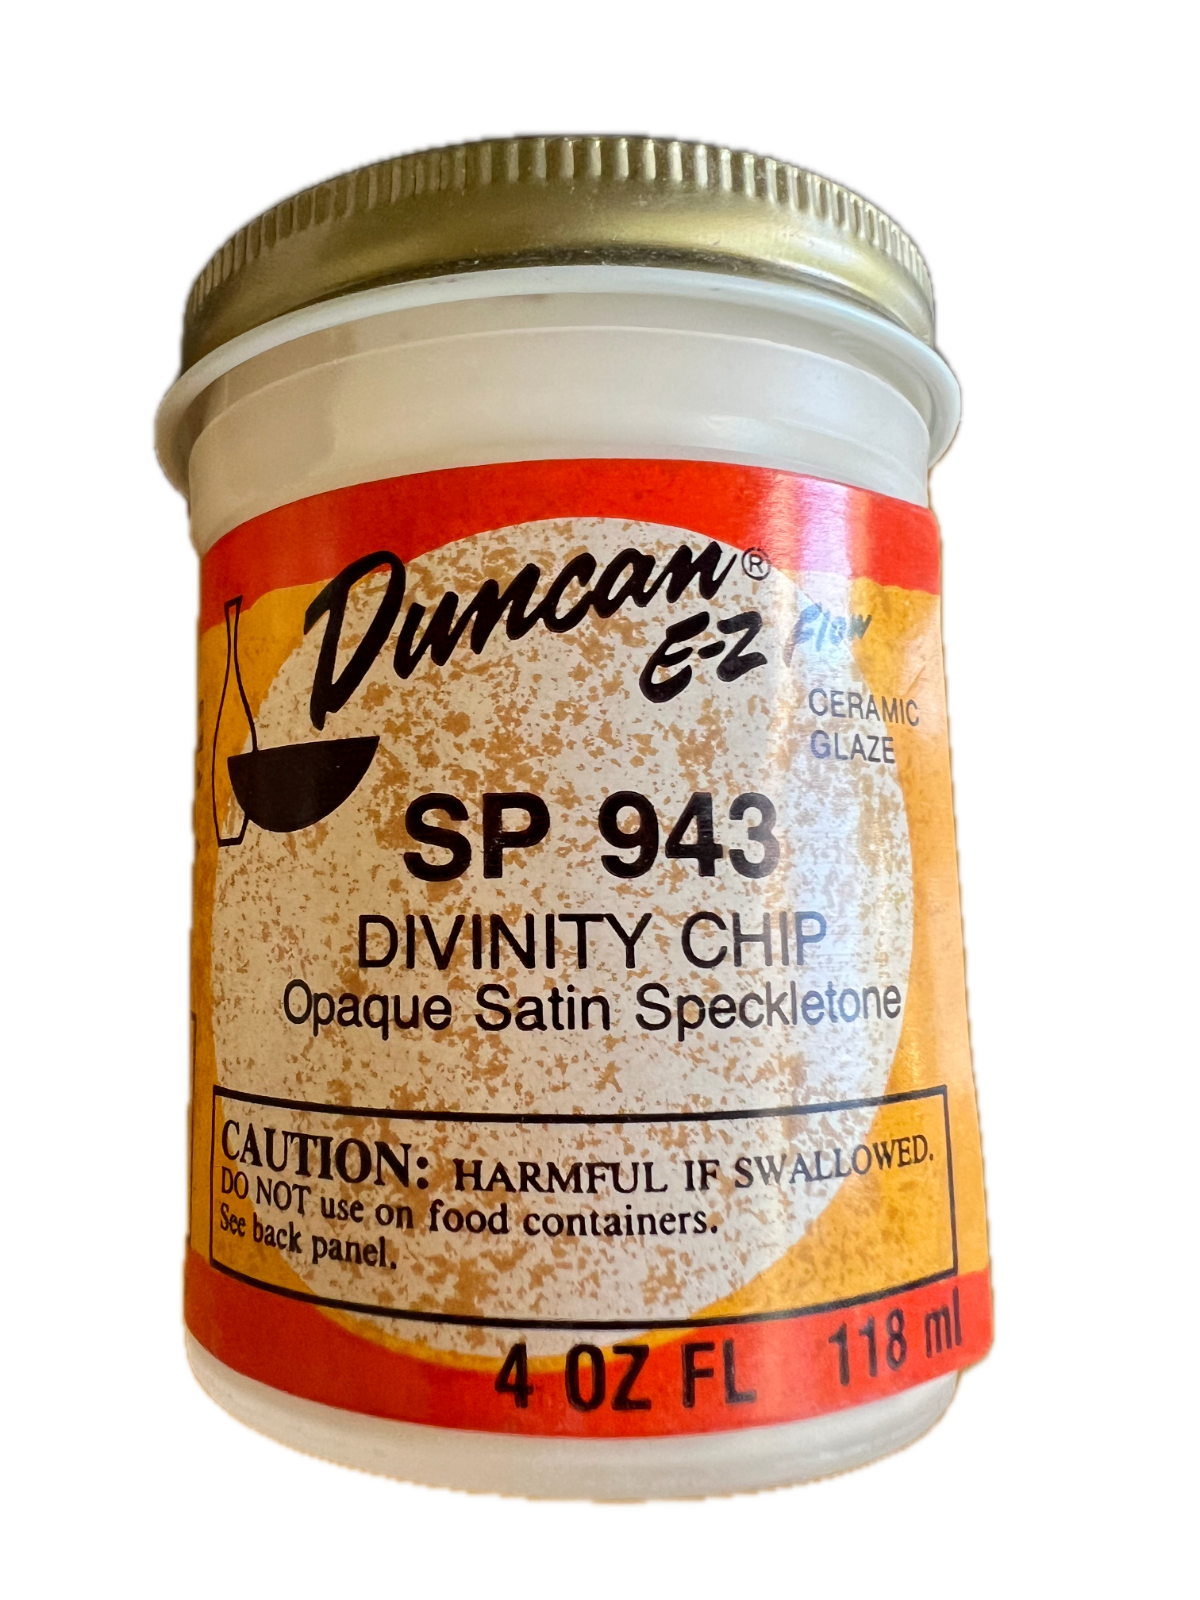 Duncan®
E-Z Flow
CERAMIC
GLAZE
SP 943
DIVINITY CHIP
Opaque Satin Speckletone
CAUTION: HARMFUL IF SWALLOWED.
DO NOT use on food containers.
See back panel.
4 OZ FL 118 ml